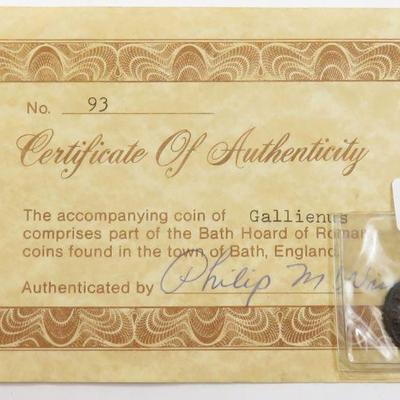 No. 93
Certificate Of Authenticity
The accompanying coin of Gallienus
comprises part of the Bath Hoard of Roman
coins found in the town of Bath, England.
Authenticated by Philip M